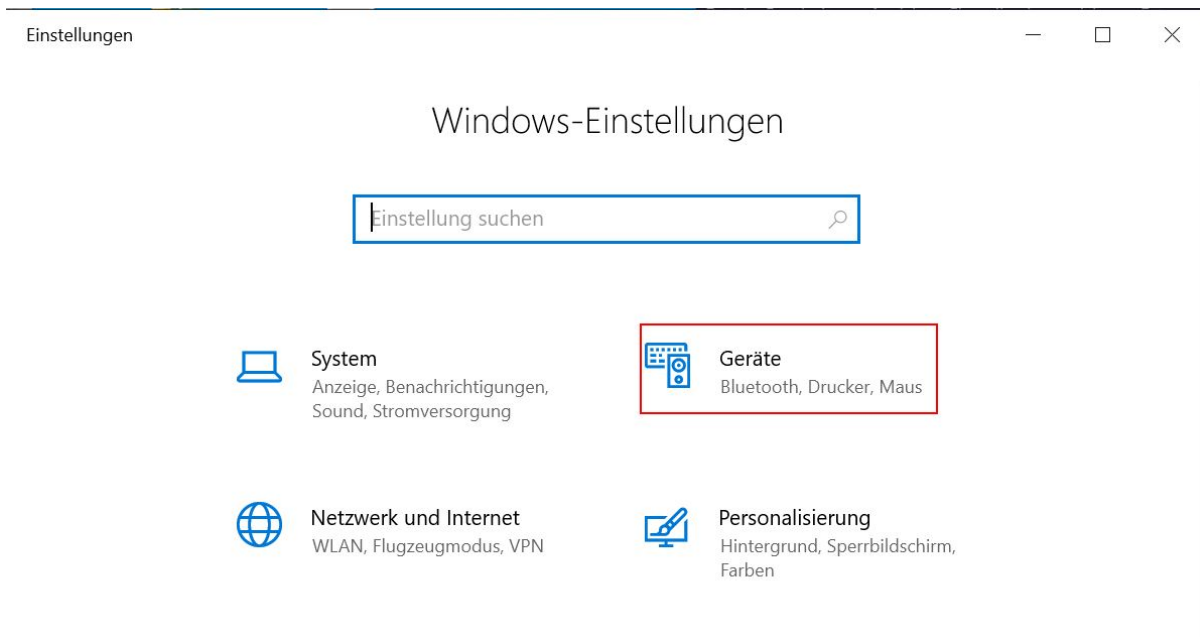 Einstellungen
Windows-Einstellungen
Einstellung suchen
System
Anzeige, Benachrichtigungen,
Sound, Stromversorgung
Geräte
Bluetooth, Drucker, Maus
Netzwerk und Internet
WLAN, Flugzeugmodus, VPN
Personalisierung
Hintergrund, Sperrbildschirm,
Farben